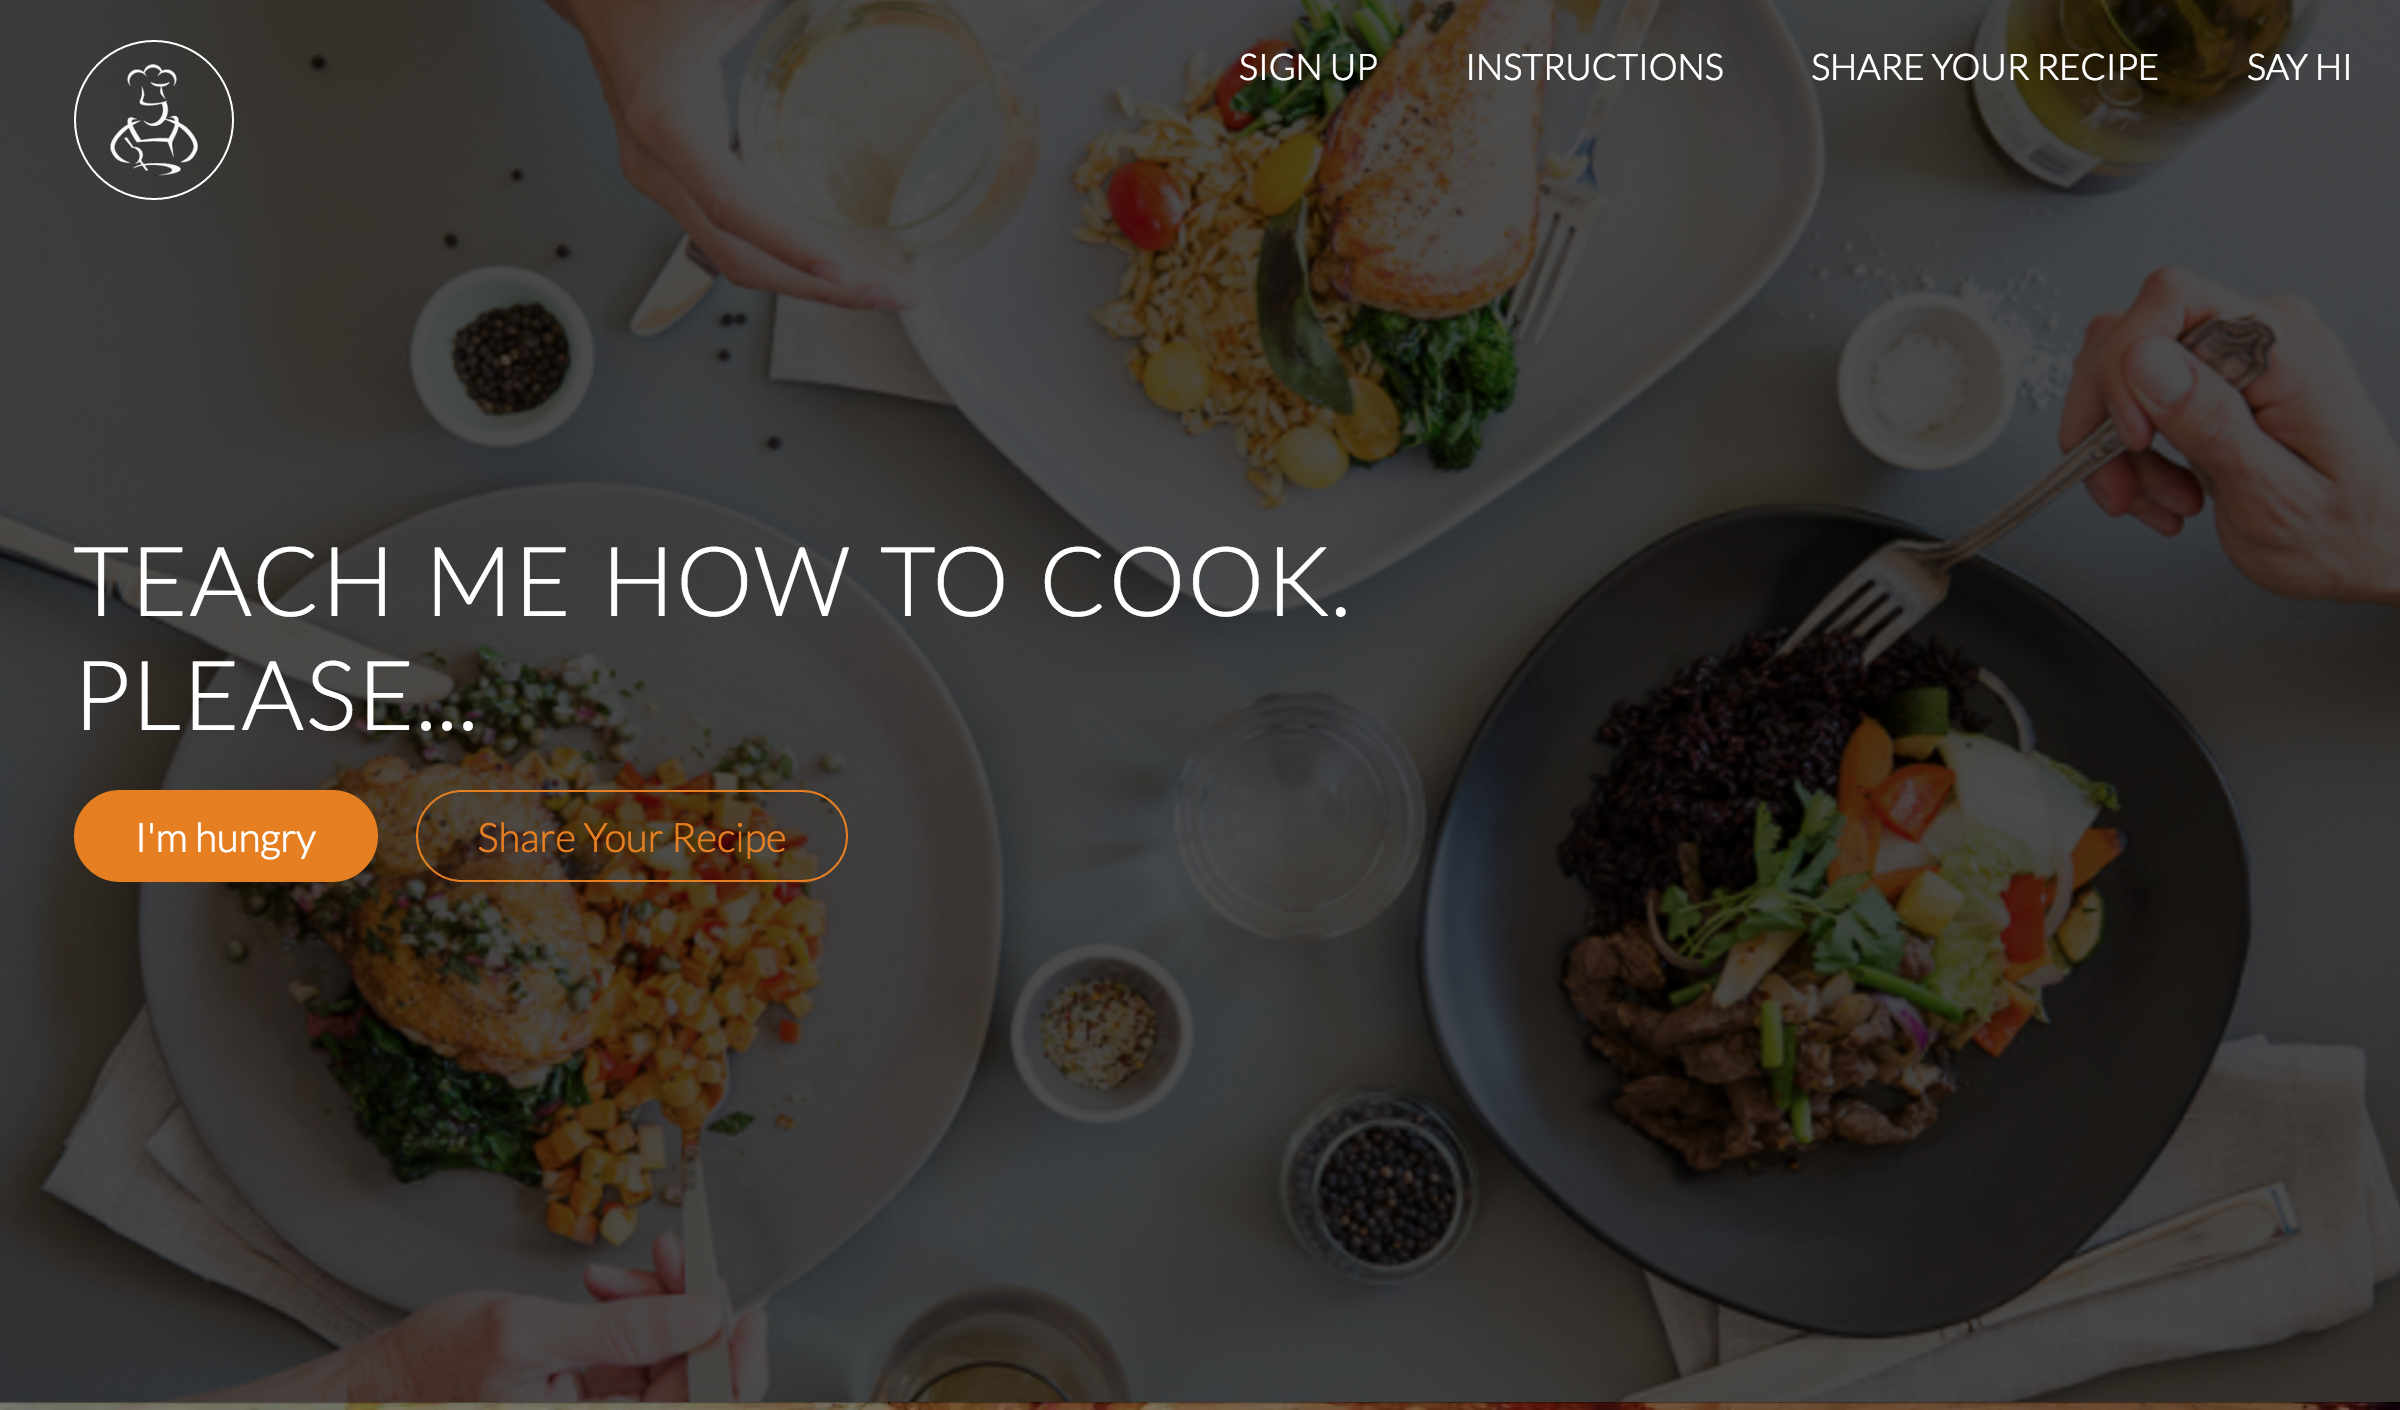 SIGN UP
INSTRUCTIONS
SHARE YOUR RECIPE
SAY HI
TEACH ME HOW TO COOK.
PLEASE...
I'm hungry
Share Your Recipe